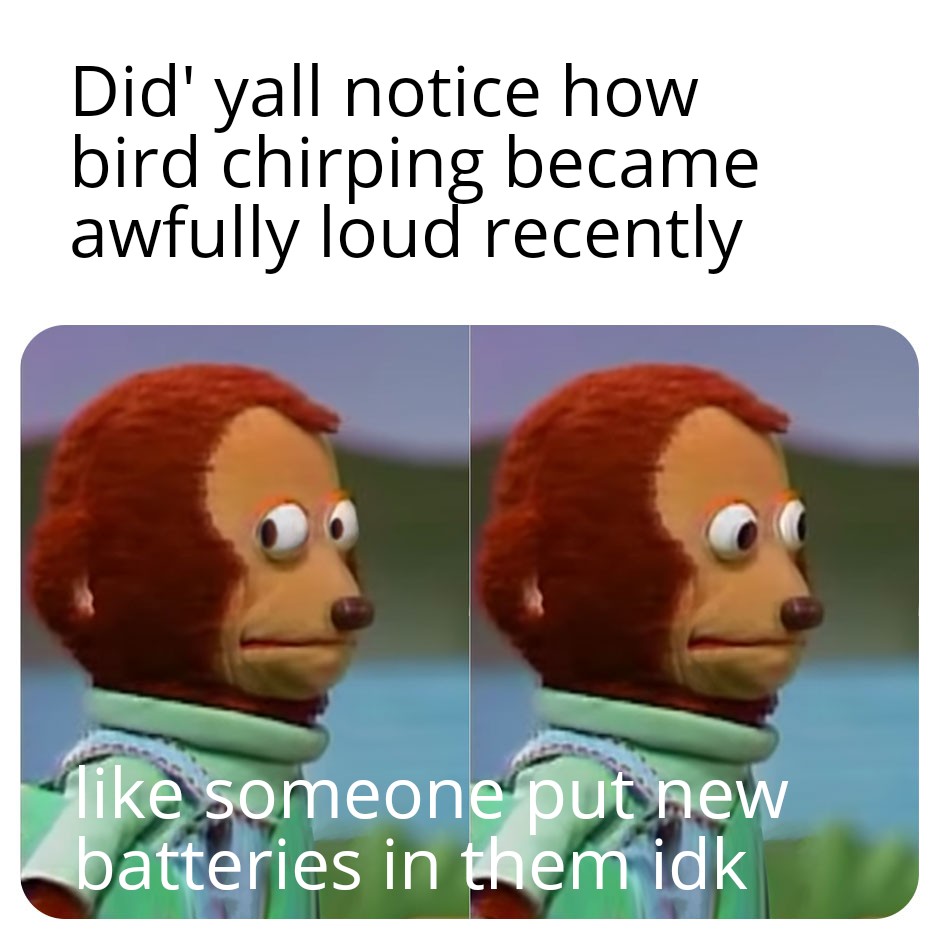 Did' yall notice how
bird chirping became
awfully loud recently
like someone put new
batteries in them idk